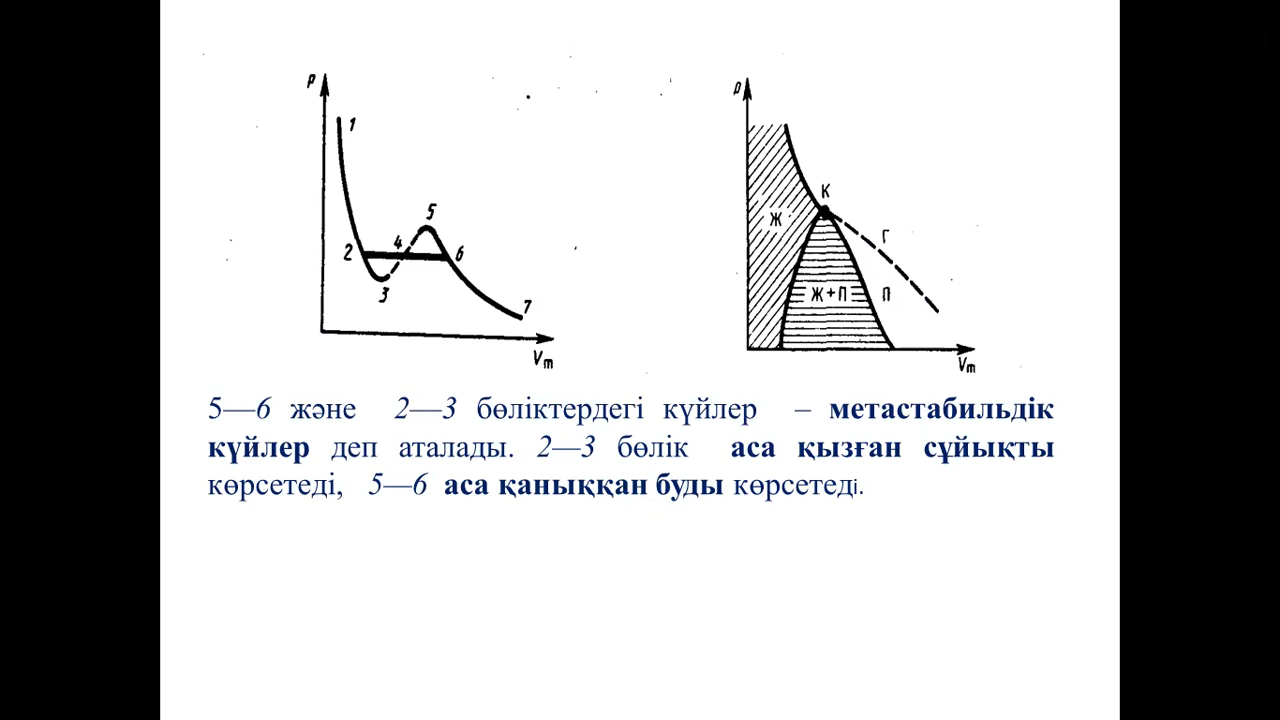 P
1
2
3
4
5
6
7
Vm
p
К
Ж
Г
Ж+П
П
Vm
5—6 және 2—3 бөліктердегі күйлер – метастабильдік
күйлер деп аталады. 2—3 бөлік аса қызған сұйықты
көрсетеді, 5—6 аса қаныққан буды көрсетеді.